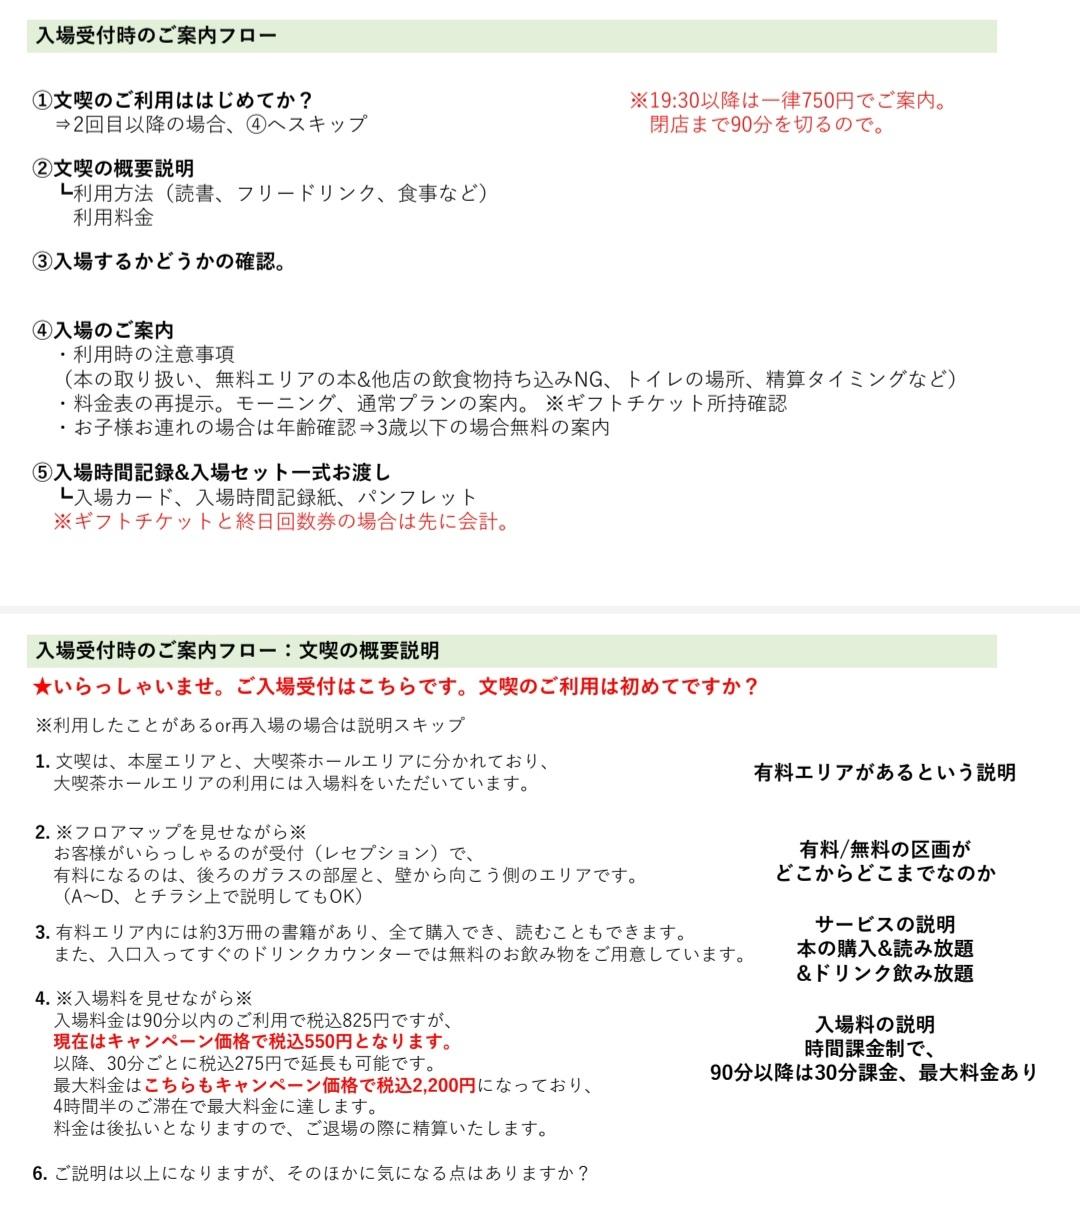 入場受付時のご案内フロー
①文喫のご利用ははじめてか？
⇒2回目以降の場合、④へスキップ
※19:30以降は一律750円でご案内。
閉店まで90分を切るので。
②文喫の概要説明
┗利用方法（読書、フリードリンク、食事など）
利用料金
③入場するかどうかの確認。
④入場のご案内
・利用時の注意事項
（本の取り扱い、無料エリアの本&他店の飲食物持ち込みNG、トイレの場所、精算タイミングなど）
・料金表の再提示。モーニング、通常プランの案内。 ※ギフトチケット所持確認
・お子様お連れの場合は年齢確認⇒3歳以下の場合無料の案内
⑤入場時間記録&入場セット一式お渡し
┗入場カード、入場時間記録紙、パンフレット
※ギフトチケットと終日回数券の場合は先に会計。
入場受付時のご案内フロー：文喫の概要説明
★いらっしゃいませ。ご入場受付はこちらです。文喫のご利用は初めてですか？
※利用したことがあるor再入場の場合は説明スキップ
1. 文喫は、本屋エリアと、大喫茶ホールエリアに分かれており、
大喫茶ホールエリアの利用には入場料をいただいています。
有料エリアがあるという説明
2. ※フロアマップを見せながら※
お客様がいらっしゃるのが受付（レセプション）で、
有料になるのは、後ろのガラスの部屋と、壁から向こう側のエリアです。
（A～D、とチラシ上で説明してもOK）
有料/無料の区画が
どこからどこまでなのか
3. 有料エリア内には約3万冊の書籍があり、全て購入でき、読むこともできます。
また、入口入ってすぐのドリンクカウンターでは無料のお飲み物をご用意しています。
サービスの説明
本の購入&読み放題
&ドリンク飲み放題
4. ※入場料を見せながら※
入場料金は90分以内のご利用で税込825円ですが、
現在はキャンペーン価格で税込550円となります。
以降、30分ごとに税込275円で延長も可能です。
最大料金はこちらもキャンペーン価格で税込2,200円になっており、
4時間半のご滞在で最大料金に達します。
料金は後払いとなりますので、ご退場の際に精算いたします。
入場料の説明
時間課金制で、
90分以降は30分課金、最大料金あり
6. ご説明は以上になりますが、そのほかに気になる点はありますか？